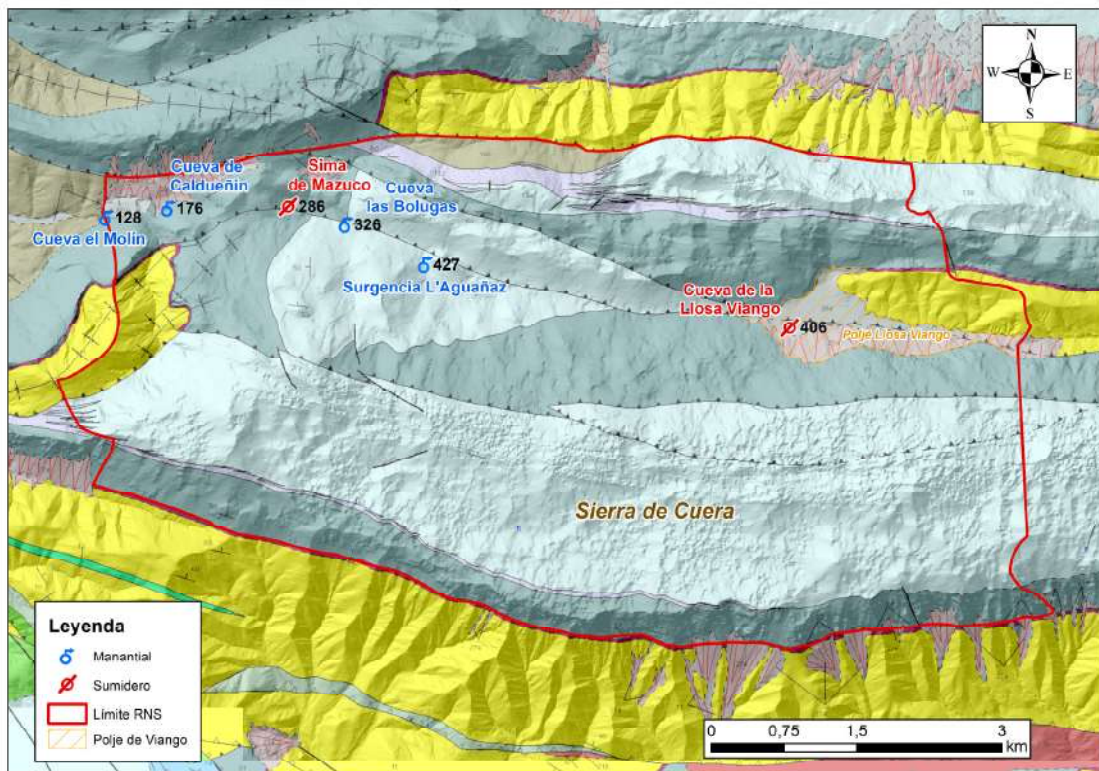 N
W E
S
Cueva de
Caldueñin
176
128
Cueva el Molín
Sima
de Mazuco
286
Cueva
las Bolugas
326
427
Surgencia L'Aguañaz
Cueva de la
Llosa Viango
406
Polje Llosa Viango
Sierra de Cuera
Leyenda
Manantial
Sumidero
Límite RNS
Polje de Viango
0 0,75 1,5 3
km